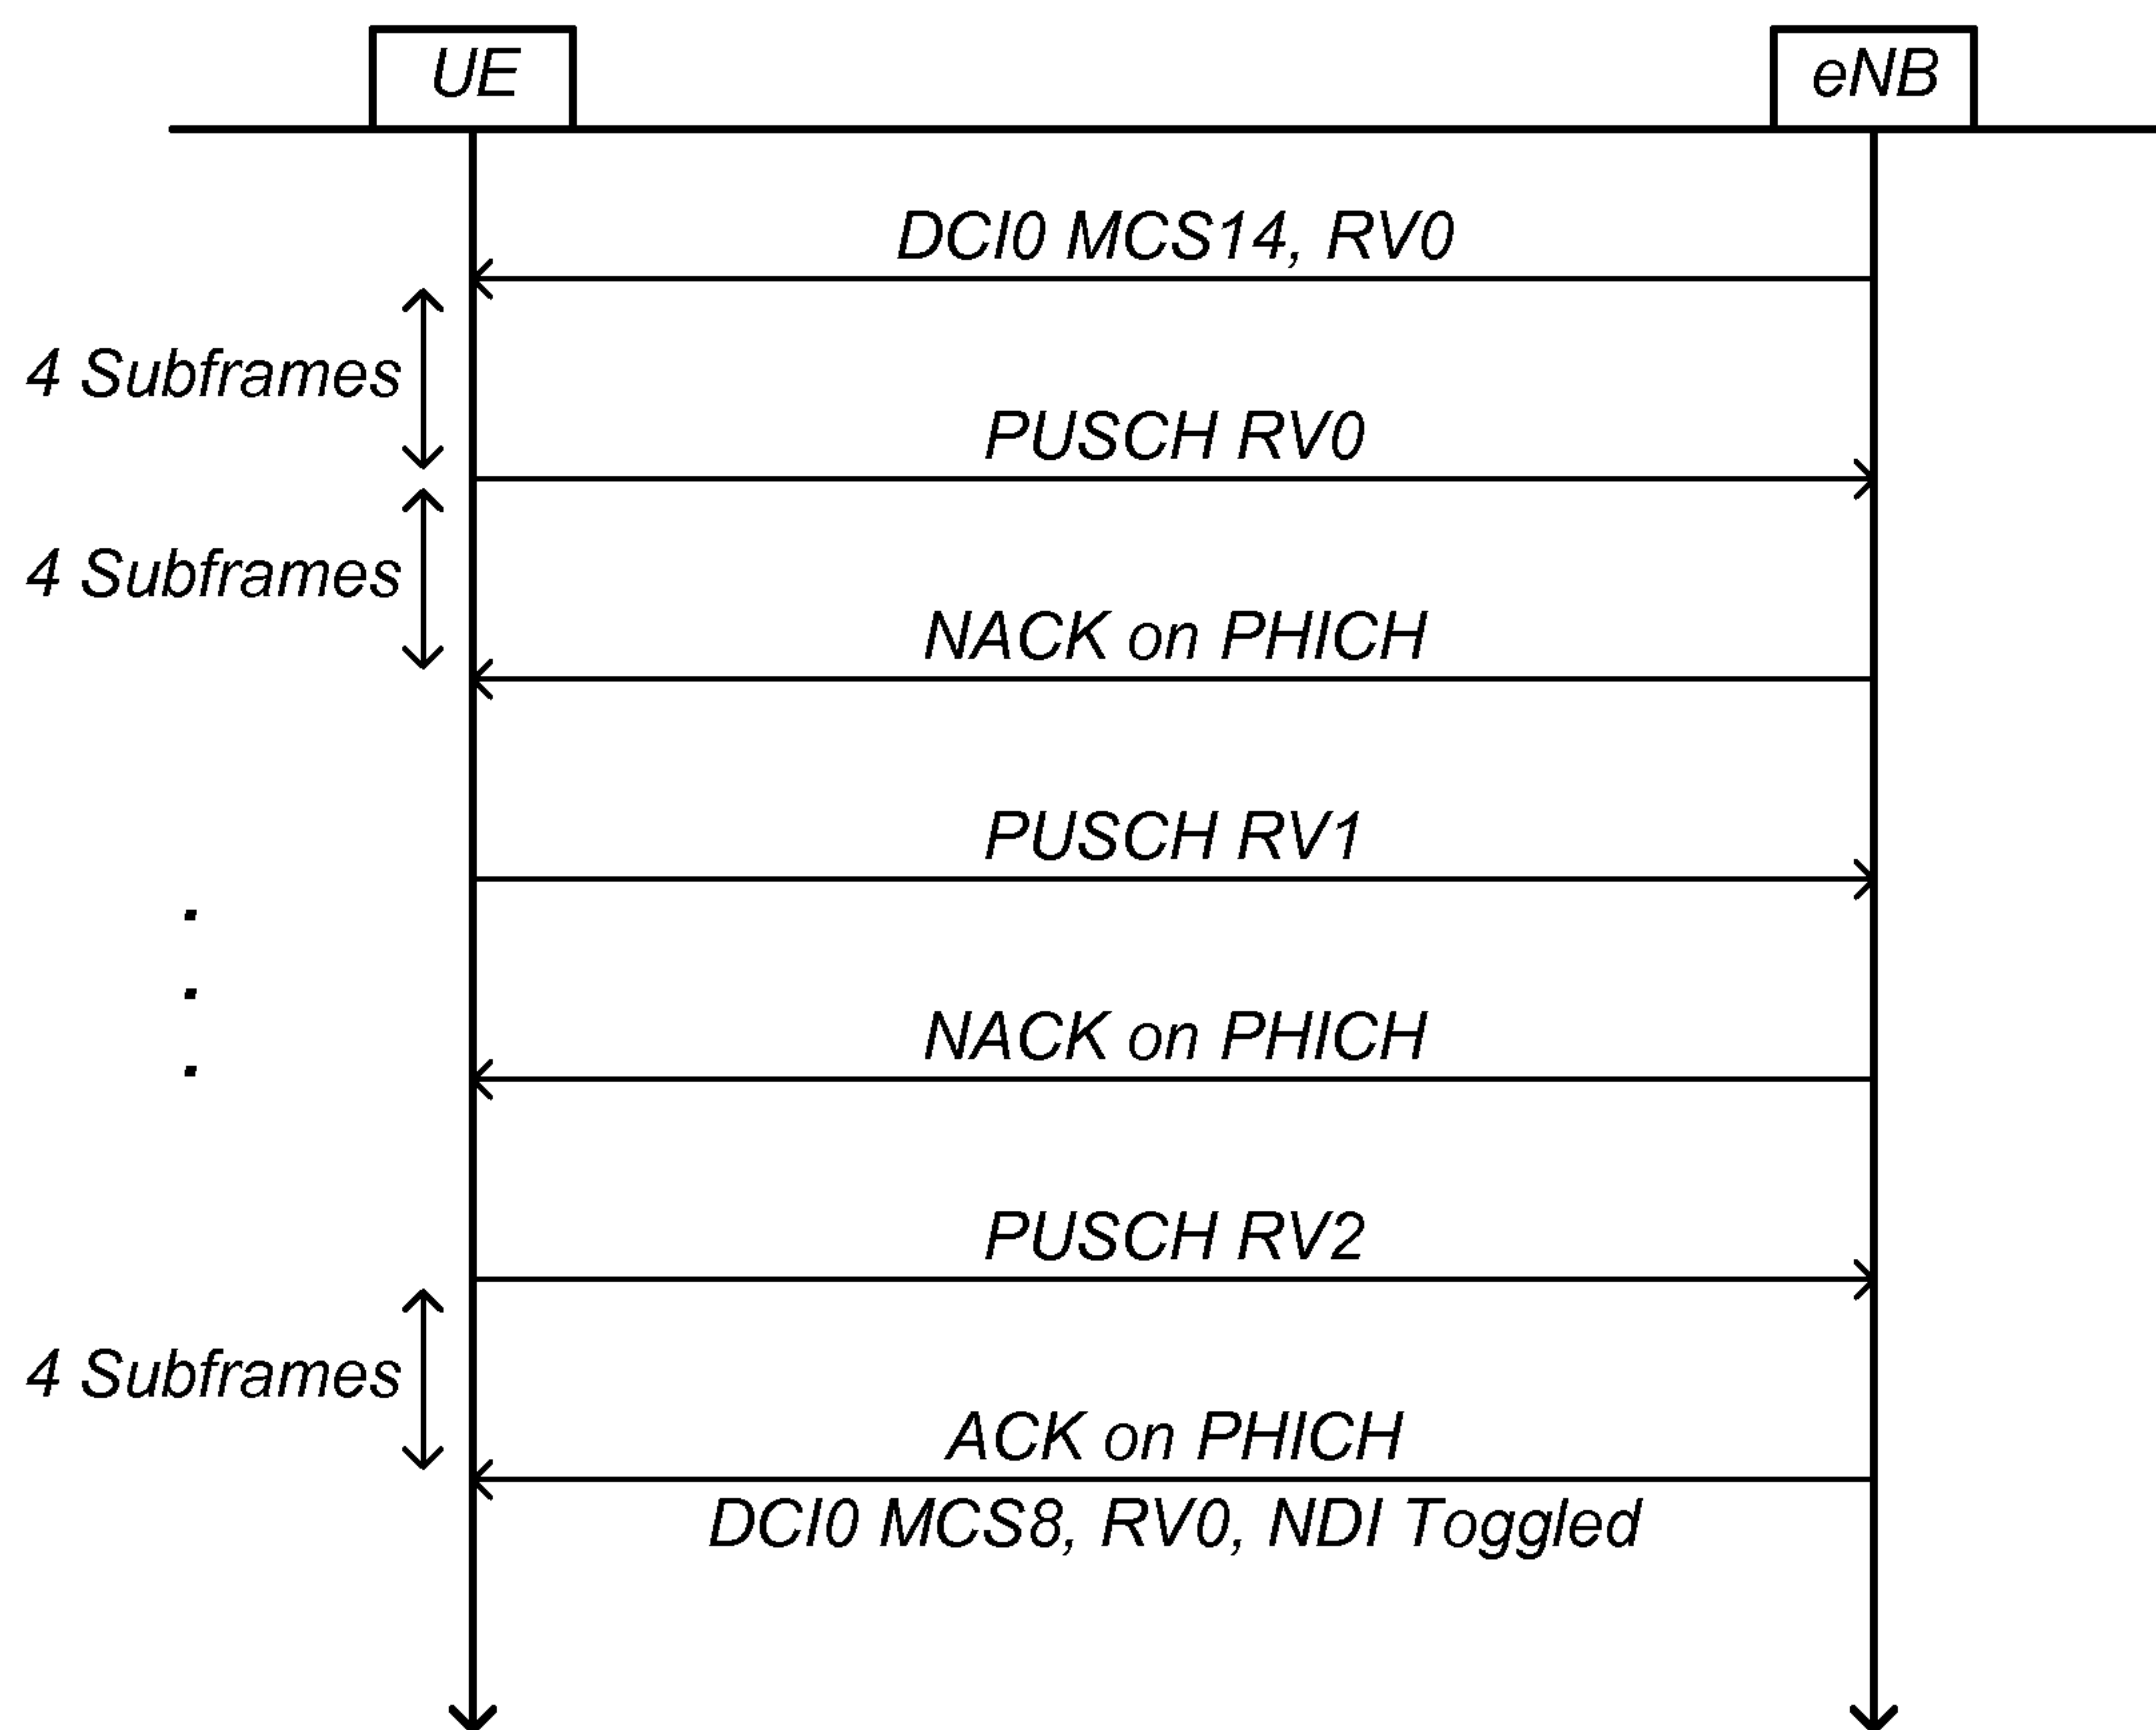 UE
eNB
DCI0 MCS14, RV0
4 Subframes
PUSCH RV0
4 Subframes
NACK on PHICH
PUSCH RV1
.
.
.
NACK on PHICH
PUSCH RV2
4 Subframes
ACK on PHICH
DCI0 MCS8, RV0, NDI Toggled